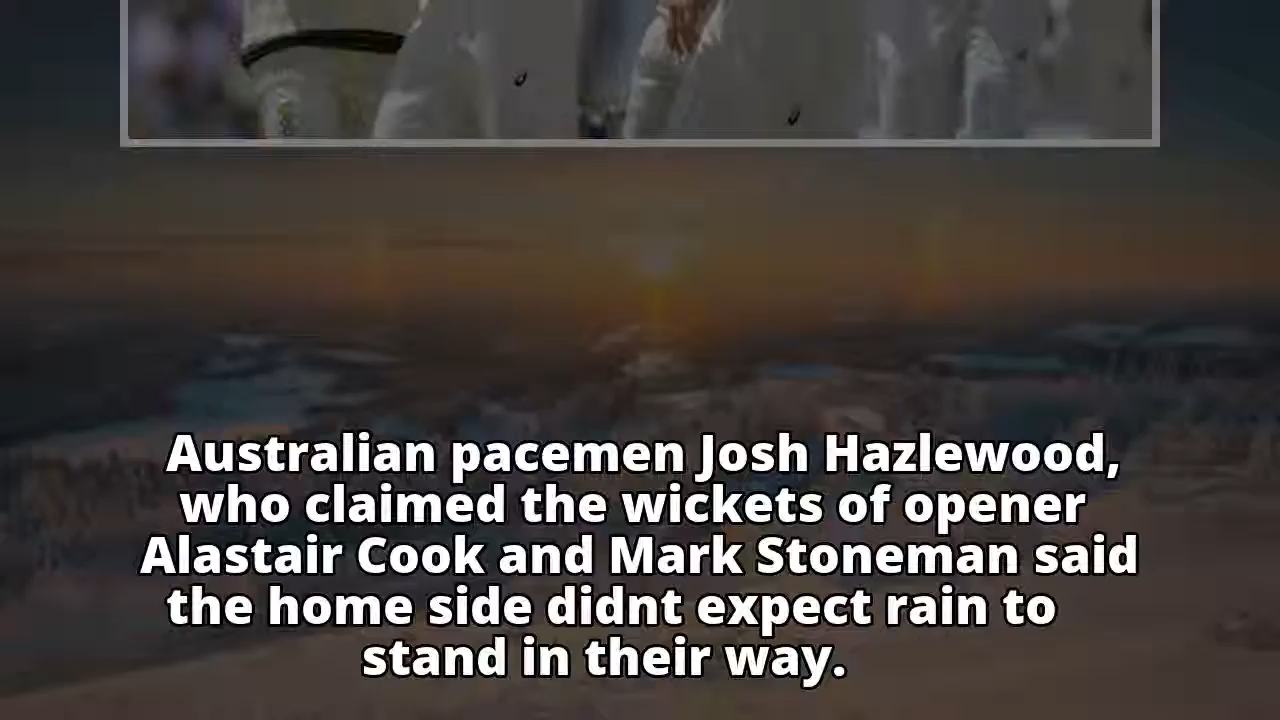 Australian pacemen Josh Hazlewood,
who claimed the wickets of opener
Alastair Cook and Mark Stoneman said
the home side didnt expect rain to
stand in their way.